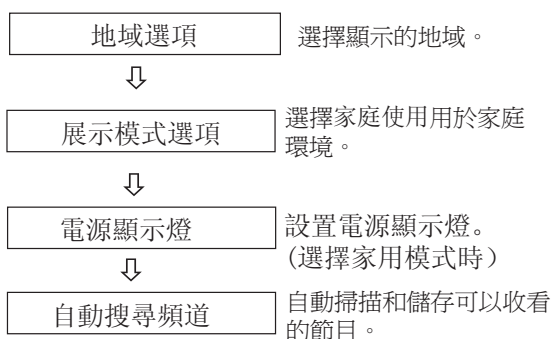 地域選項
選擇顯示的地域。
展示模式選項
選擇家庭使用用於家庭
環境。
電源顯示燈
設置電源顯示燈。
(選擇家用模式時)
自動搜尋頻道
自動掃描和儲存可以收看
的節目。